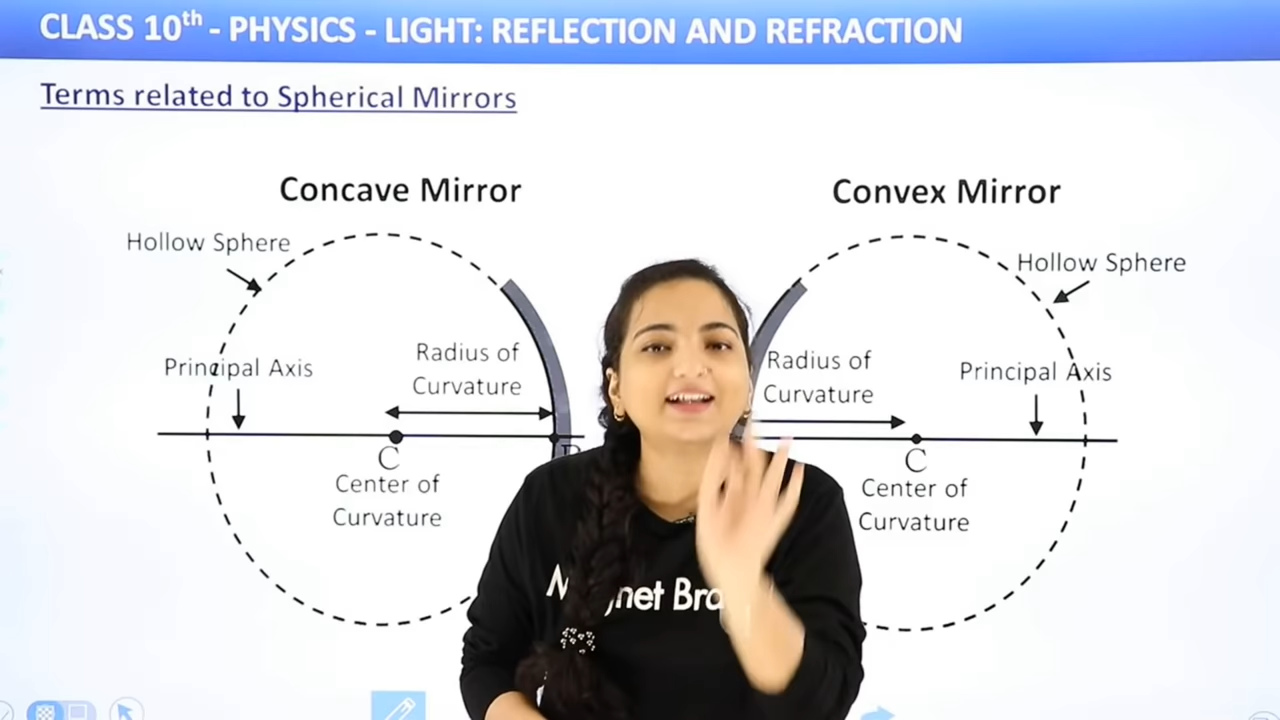 CLASS 10th - PHYSICS - LIGHT: REFLECTION AND REFRACTION
Terms related to Spherical Mirrors
Concave Mirror
Convex Mirror
Hollow Sphere
Hollow Sphere
Principal Axis
Radius of
Curvature
Radius of
Curvature
Principal Axis
C
Center of
Curvature
C
Center of
Curvature